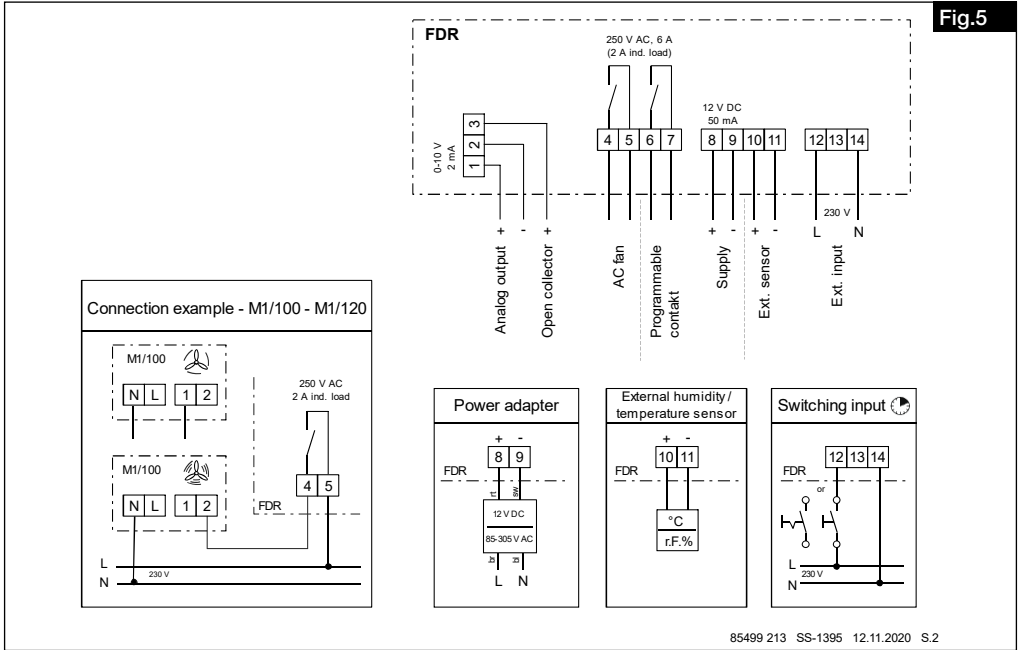 Fig.5
FDR
250 V AC, 6 A
(2 A ind. load)
12 V DC
50 mA
0-10 V
2 mA
1 2 3
4 5 6 7
8 9 10 11
12 13 14
230 V
+ - +
+ - + -
L N
Analog output
Open collector
AC fan
Programmable
contakt
Supply
Ext. sensor
Ext. input
Connection example - M1/100 - M1/120
M1/100
N L 1 2
250 V AC
2 A ind. load
M1/100
N L 1 2
4 5
FDR
L
N
230 V
Power adapter
+ -
8 9
FDR
rt sw
12 V DC
85-305 V AC
br bl
L N
External humidity /
temperature sensor
+ -
10 11
FDR
°C
r.F.%
Switching input
12 13 14
FDR
or
L
230 V
N
85499 213 SS-1395 12.11.2020 S.2